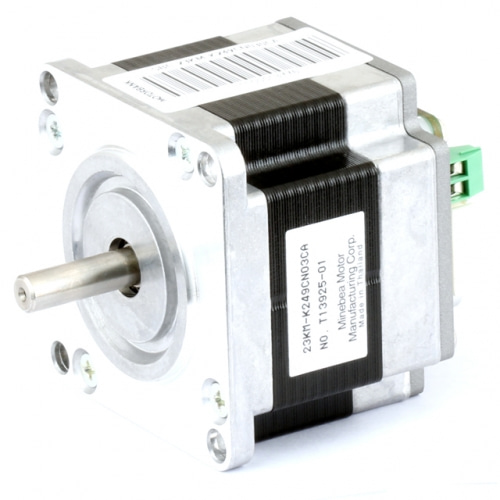 23KM-K249CN03CA
NO. T13925-01
Minebea Motor
Manufacturing Corp.
Made in Thailand